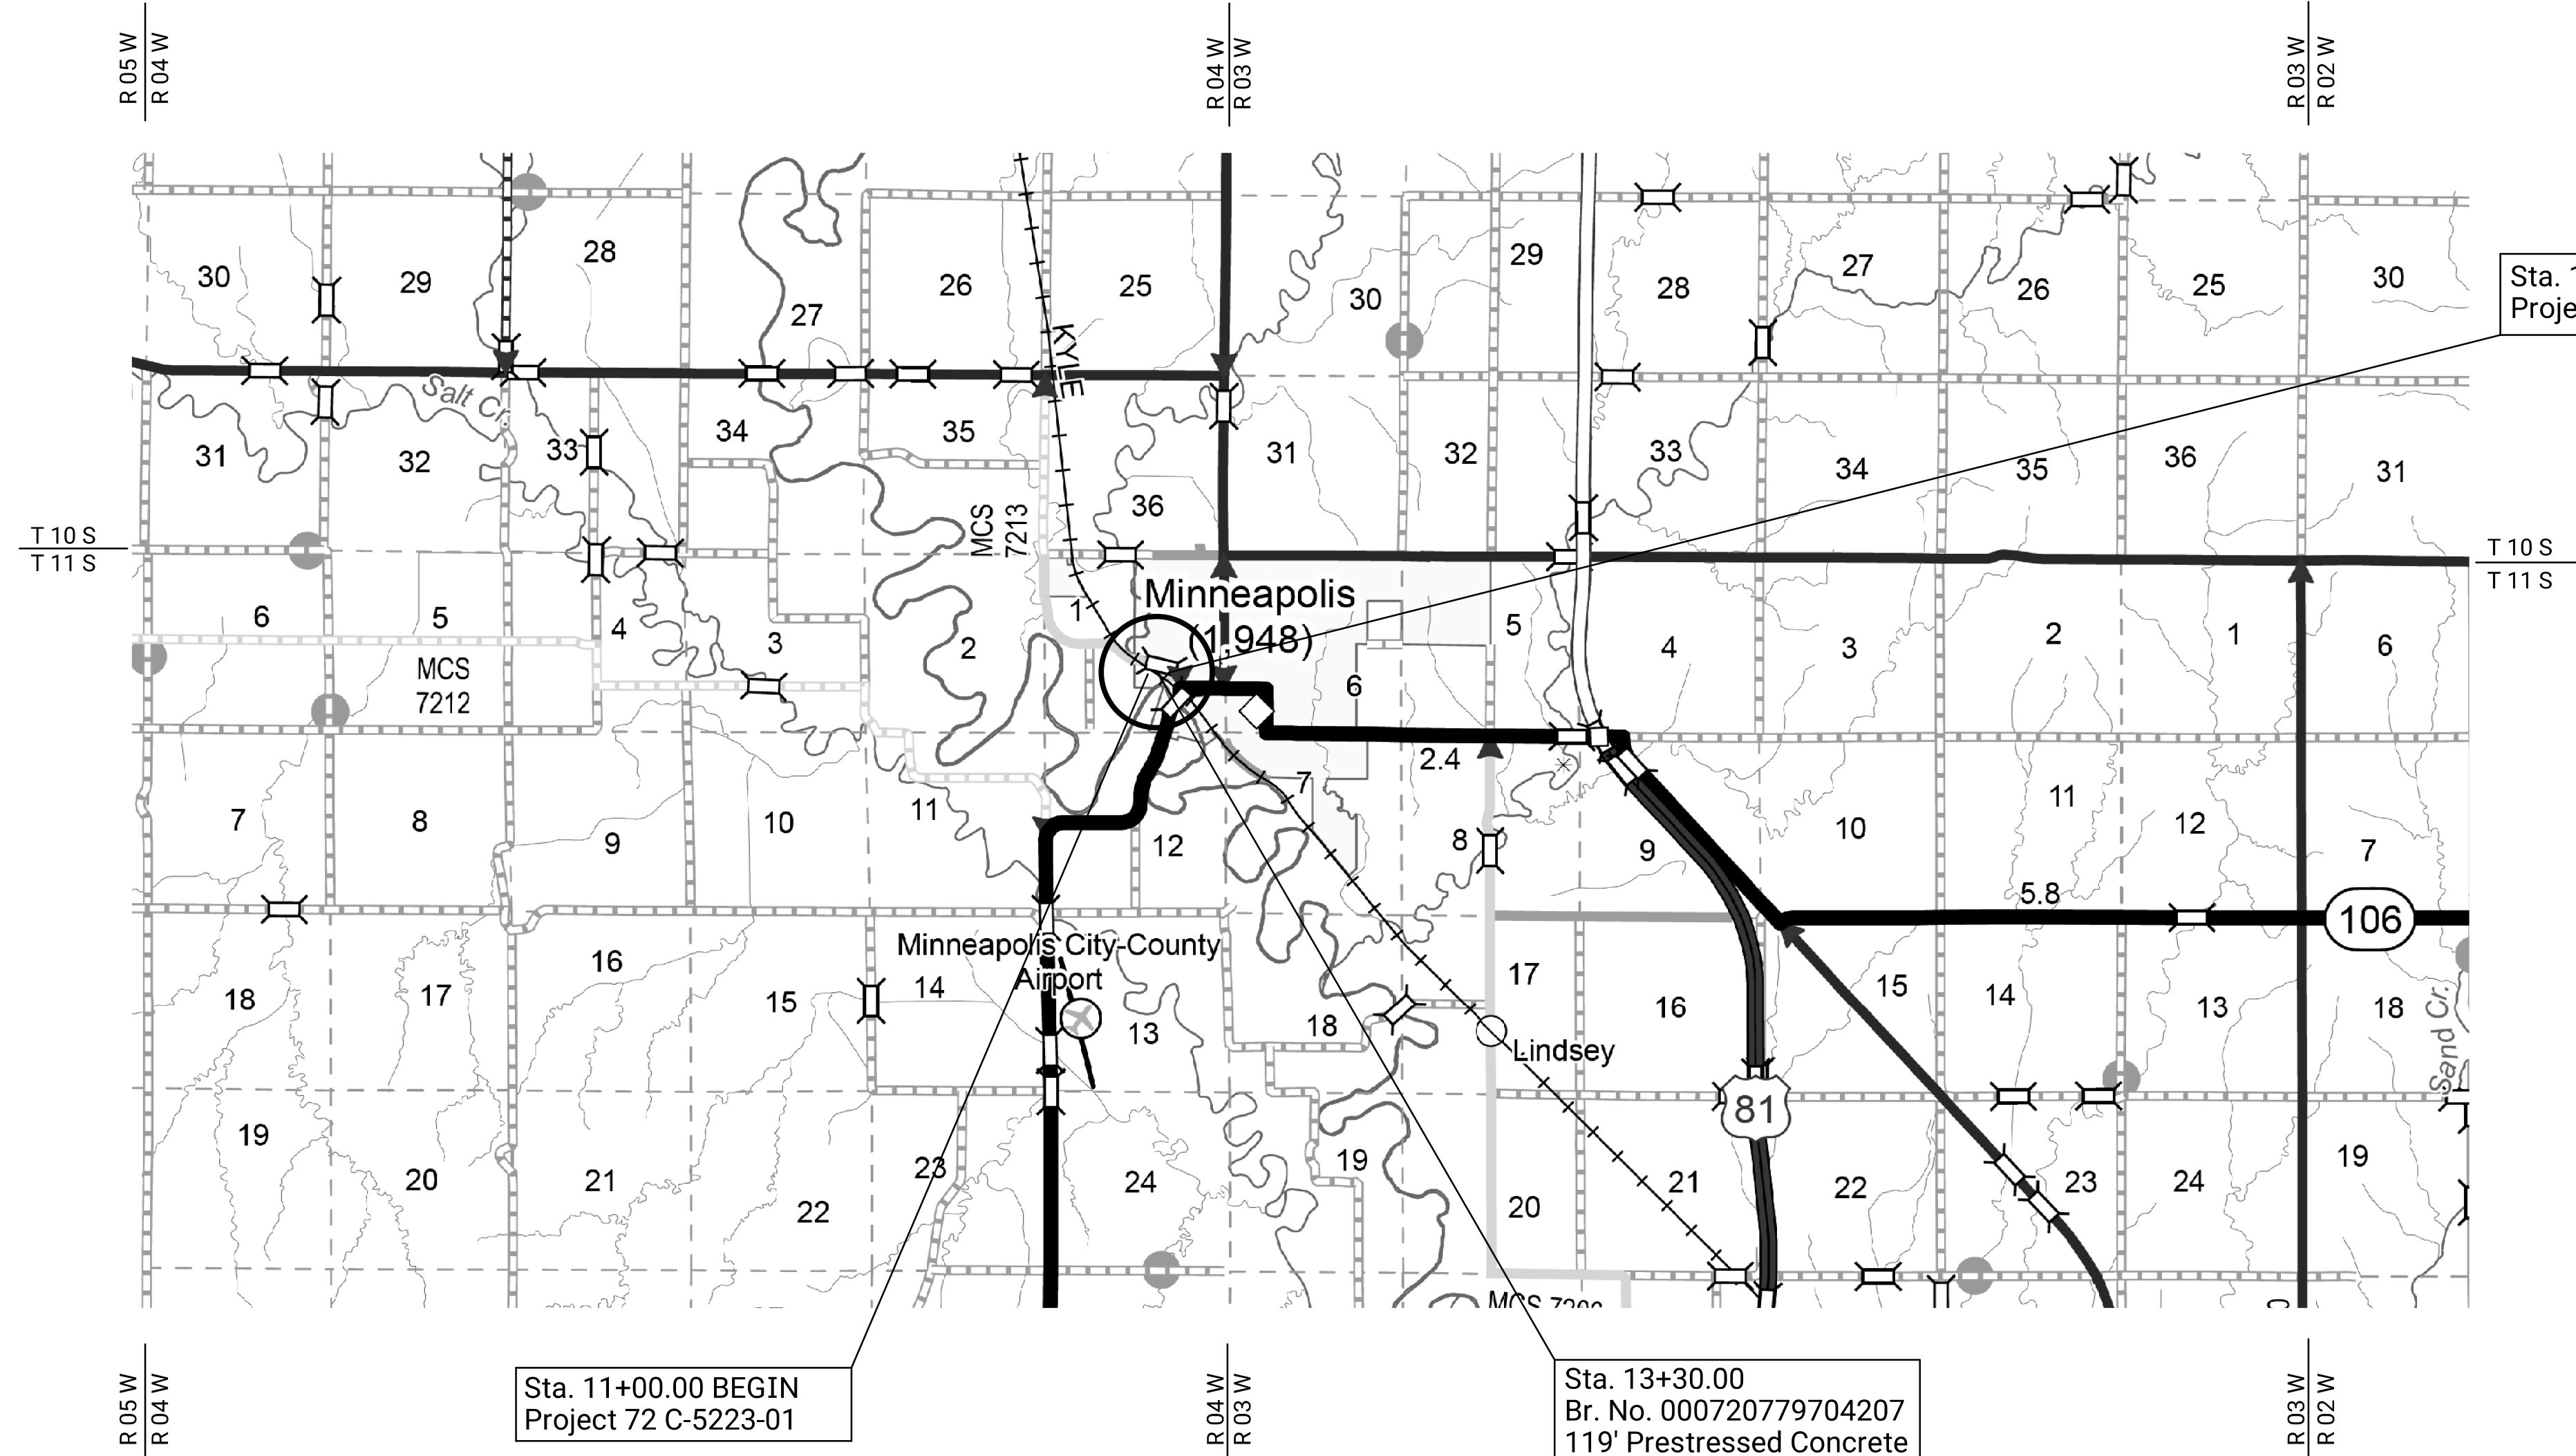 R 05 W
R 04 W
R 04 W
R 03 W
R 03 W
R 02 W
30
29
28
27
26
25
30
29
28
27
26
25
30
Sta.
KYLE
Salt Cr.
31
32
33
34
35
36
31
32
33
34
35
36
31
MCS
7213
T 10 S
T 11 S
T 10 S
T 11 S
Minneapolis
(1,948)
6
5
4
3
2
1
6
5
4
3
2
1
6
MCS
7212
2.4
7
8
9
10
11
12
7
8
9
10
11
12
7
5.8
106
Minneapolis City-County
Airport
18
17
16
15
14
13
18
17
16
15
14
13
18
Lindsey
Sand Cr.
81
19
20
21
22
23
24
19
20
21
22
23
24
19
Sta. 11+00.00 BEGIN
Project 72 C-5223-01
Sta. 13+30.00
Br. No. 000720779704207
119' Prestressed Concrete
R 05 W
R 04 W
R 04 W
R 03 W
R 03 W
R 02 W